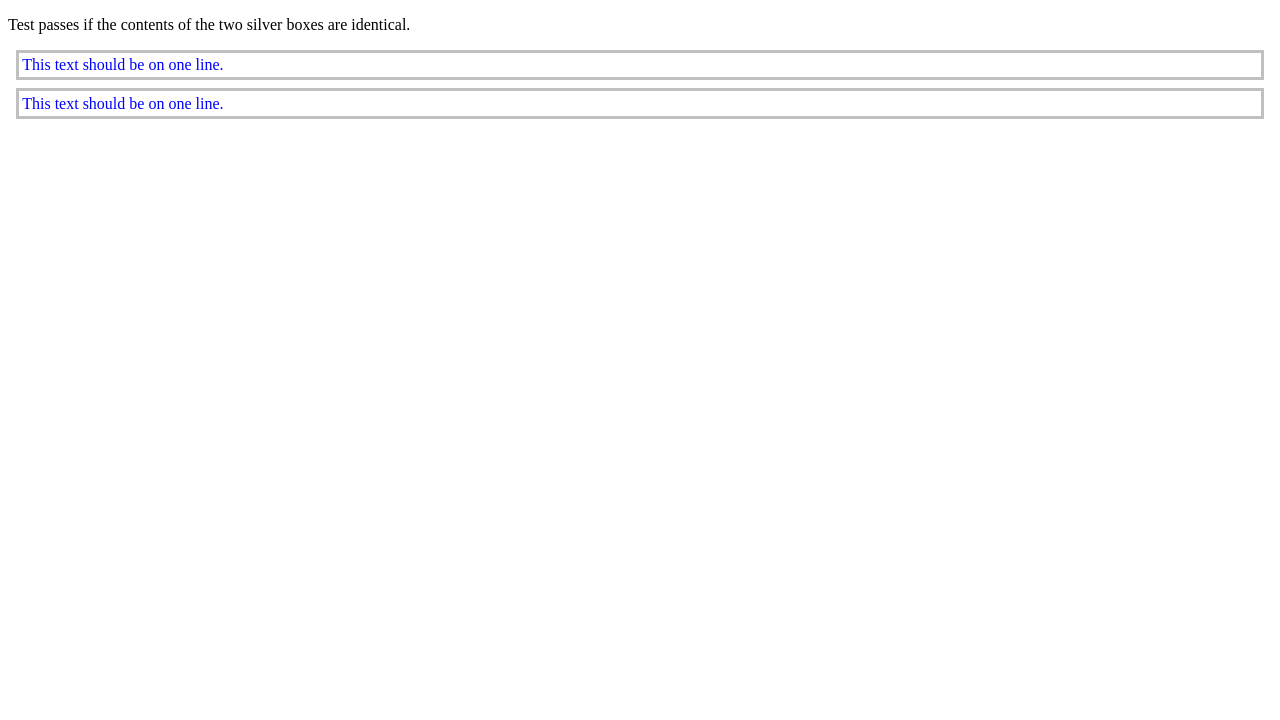 Test passes if the contents of the two silver boxes are identical.
This text should be on one line.
This text should be on one line.